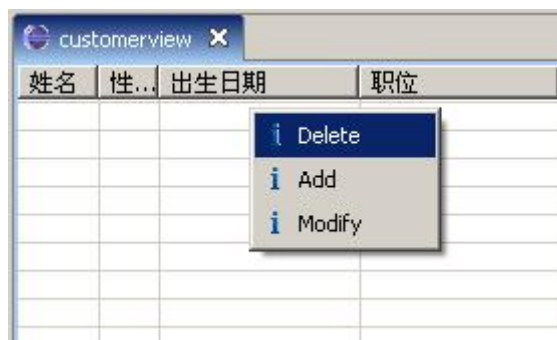 customerview
姓名 性... 出生日期 职位
Delete
Add
Modify